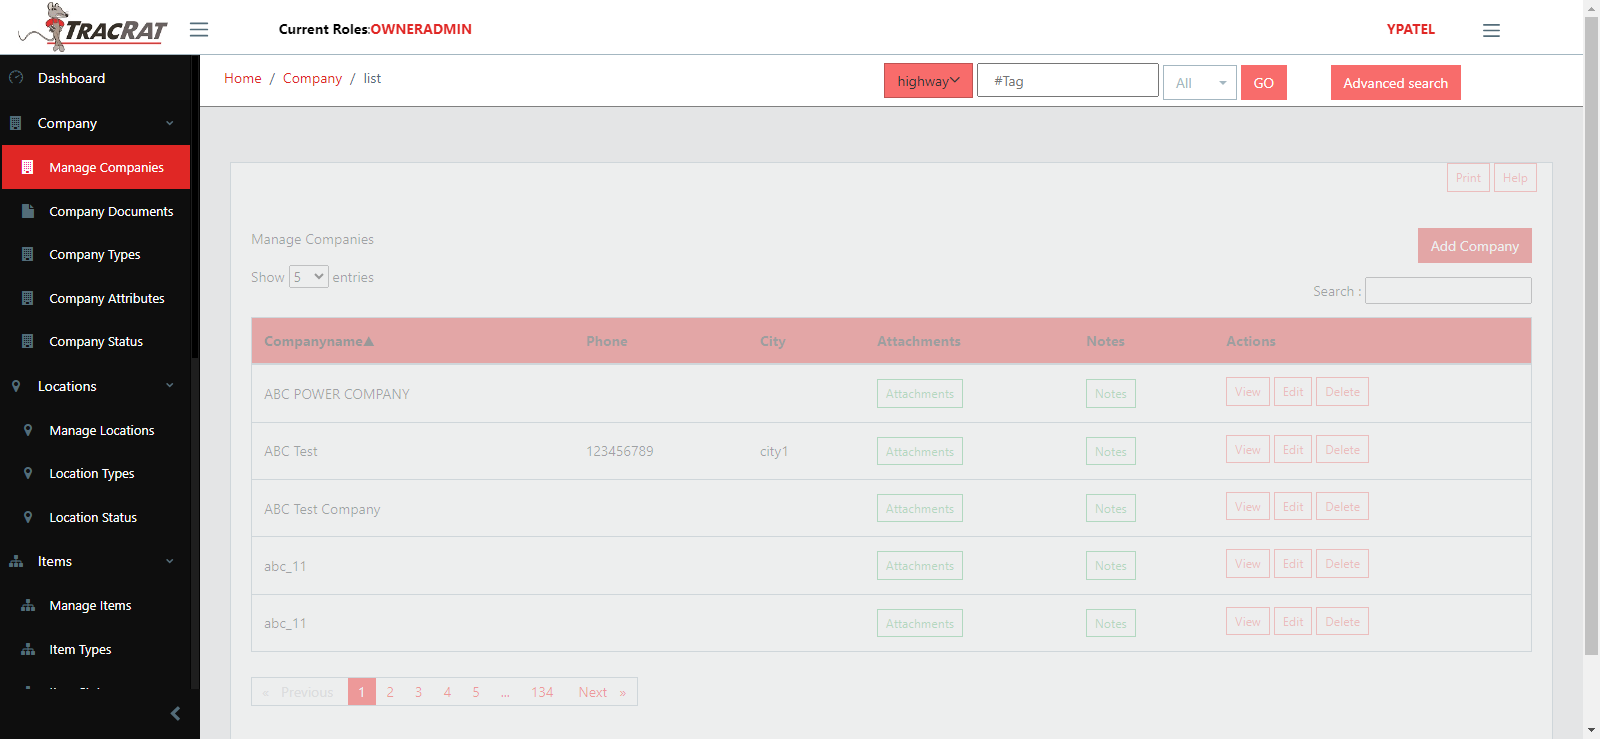 TRACRAT
Current Roles:OWNERADMIN
YPATEL
Dashboard
Company
Manage Companies
Company Documents
Company Types
Company Attributes
Company Status
Locations
Manage Locations
Location Types
Location Status
Items
Manage Items
Item Types
Home / Company / list
highway #Tag All GO Advanced search
Print Help
Manage Companies
Add Company
Show 5 entries
Search :
Companyname▲ Phone City Attachments Notes Actions
ABC POWER COMPANY Attachments Notes View Edit Delete
ABC Test 123456789 city1 Attachments Notes View Edit Delete
ABC Test Company Attachments Notes View Edit Delete
abc_11 Attachments Notes View Edit Delete
abc_11 Attachments Notes View Edit Delete
« Previous 1 2 3 4 5 ... 134 Next »